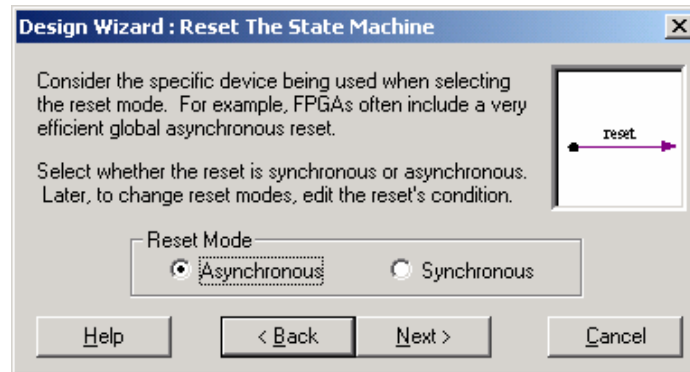 Design Wizard : Reset The State Machine
Consider the specific device being used when selecting
the reset mode.  For example, FPGAs often include a very
efficient global asynchronous reset.
reset
Select whether the reset is synchronous or asynchronous.
Later, to change reset modes, edit the reset's condition.
Reset Mode
Asynchronous Synchronous
Help < Back Next > Cancel